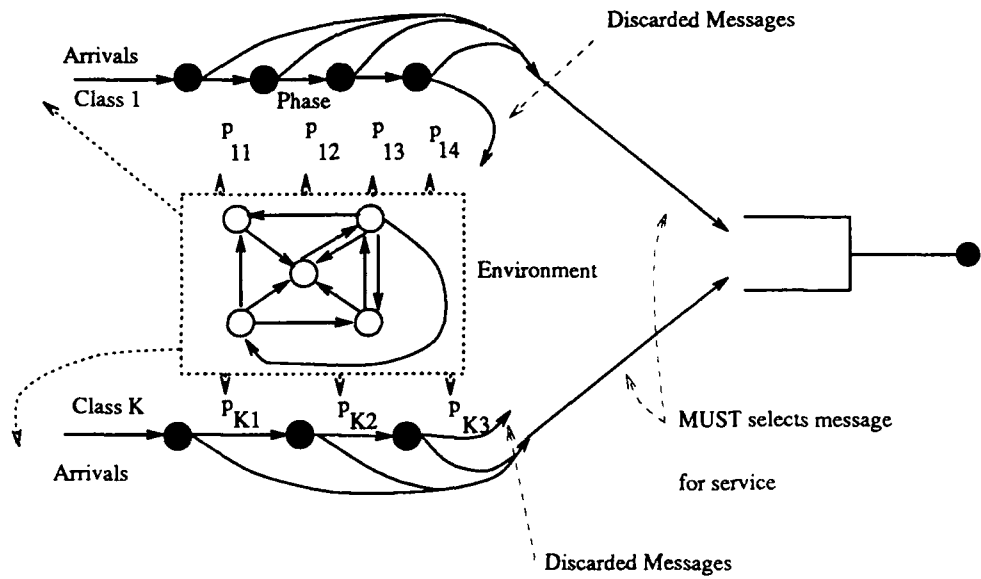 Discarded Messages
Arrivals
Class 1
Phase
p 11
p 12
p 13
p 14
Environment
Class K
p K1
p K2
p K3
Arrivals
MUST selects message
for service
Discarded Messages